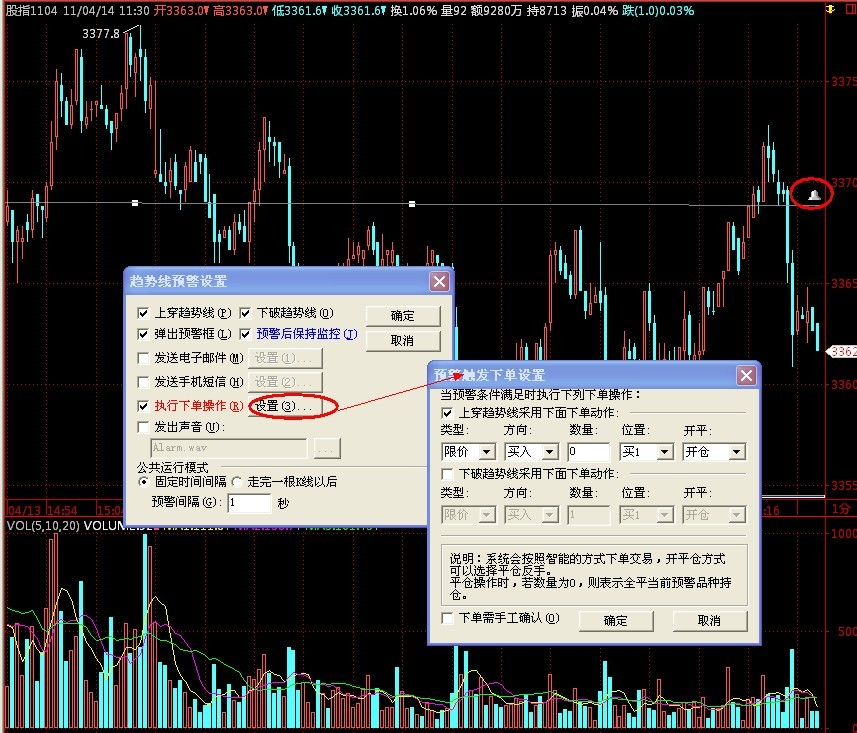 股指1104 11/04/14 11:30 开3363.0 高3363.0 低3361.6 收3361.6 换1.06% 量92 额9280万 持8713 振0.04% 跌(1.0)0.03%
3377.8
3375
3370
3365
3362
3360
3355
趋势线预警设置
上穿趋势线(P) 下破趋势线(O) 确定
弹出预警框(L) 预警后保持监控(T) 取消
发送电子邮件(M) 设置(1)...
发送手机短信(H) 设置(2)...
执行下单操作(R) 设置(3)...
发出声音(U):
Alarm.wav ...
公共运行模式
固定时间间隔 走完一根K线以后
预警间隔(G): 1 秒
预警触发下单设置
当预警条件满足时执行下列下单操作:
上穿趋势线采用下面下单动作:
类型: 方向: 数量: 位置: 开平:
限价 买入 0 买1 开仓
下破趋势线采用下面下单动作:
类型: 方向: 数量: 位置: 开平:
限价 买入 1 买1 开仓
说明:系统会按照智能的方式下单交易,开平仓方式
可以选择平仓反手。
平仓操作时,若数量为0,则表示全平当前预警品种持
仓。
下单需手工确认(Q) 确定 取消
04/13 14:54 15:04 :16 1分
VOL(5,10,20)
1000
500